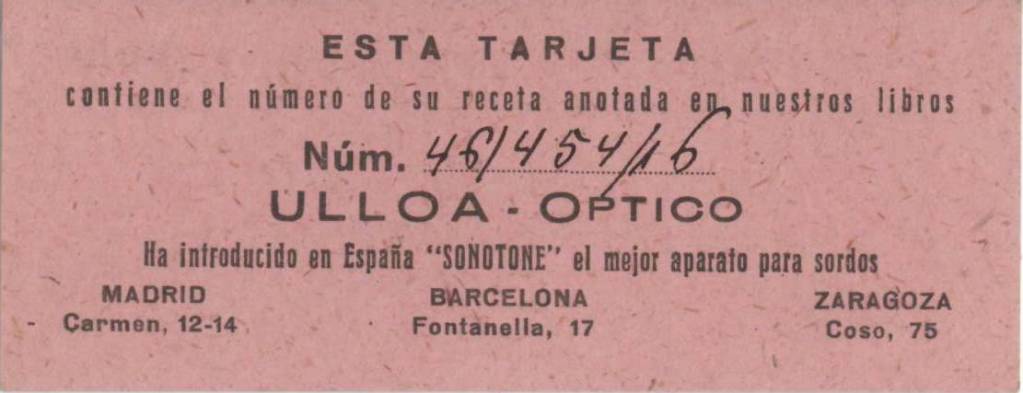 ESTA TARJETA
contiene el número de su receta anotada en nuestros libros
Núm. 46/454/16
ULLOA - OPTICO
Ha introducido en España "SONOTONE" el mejor aparato para sordos
MADRID BARCELONA ZARAGOZA
Carmen, 12-14 Fontanella, 17 Coso, 75